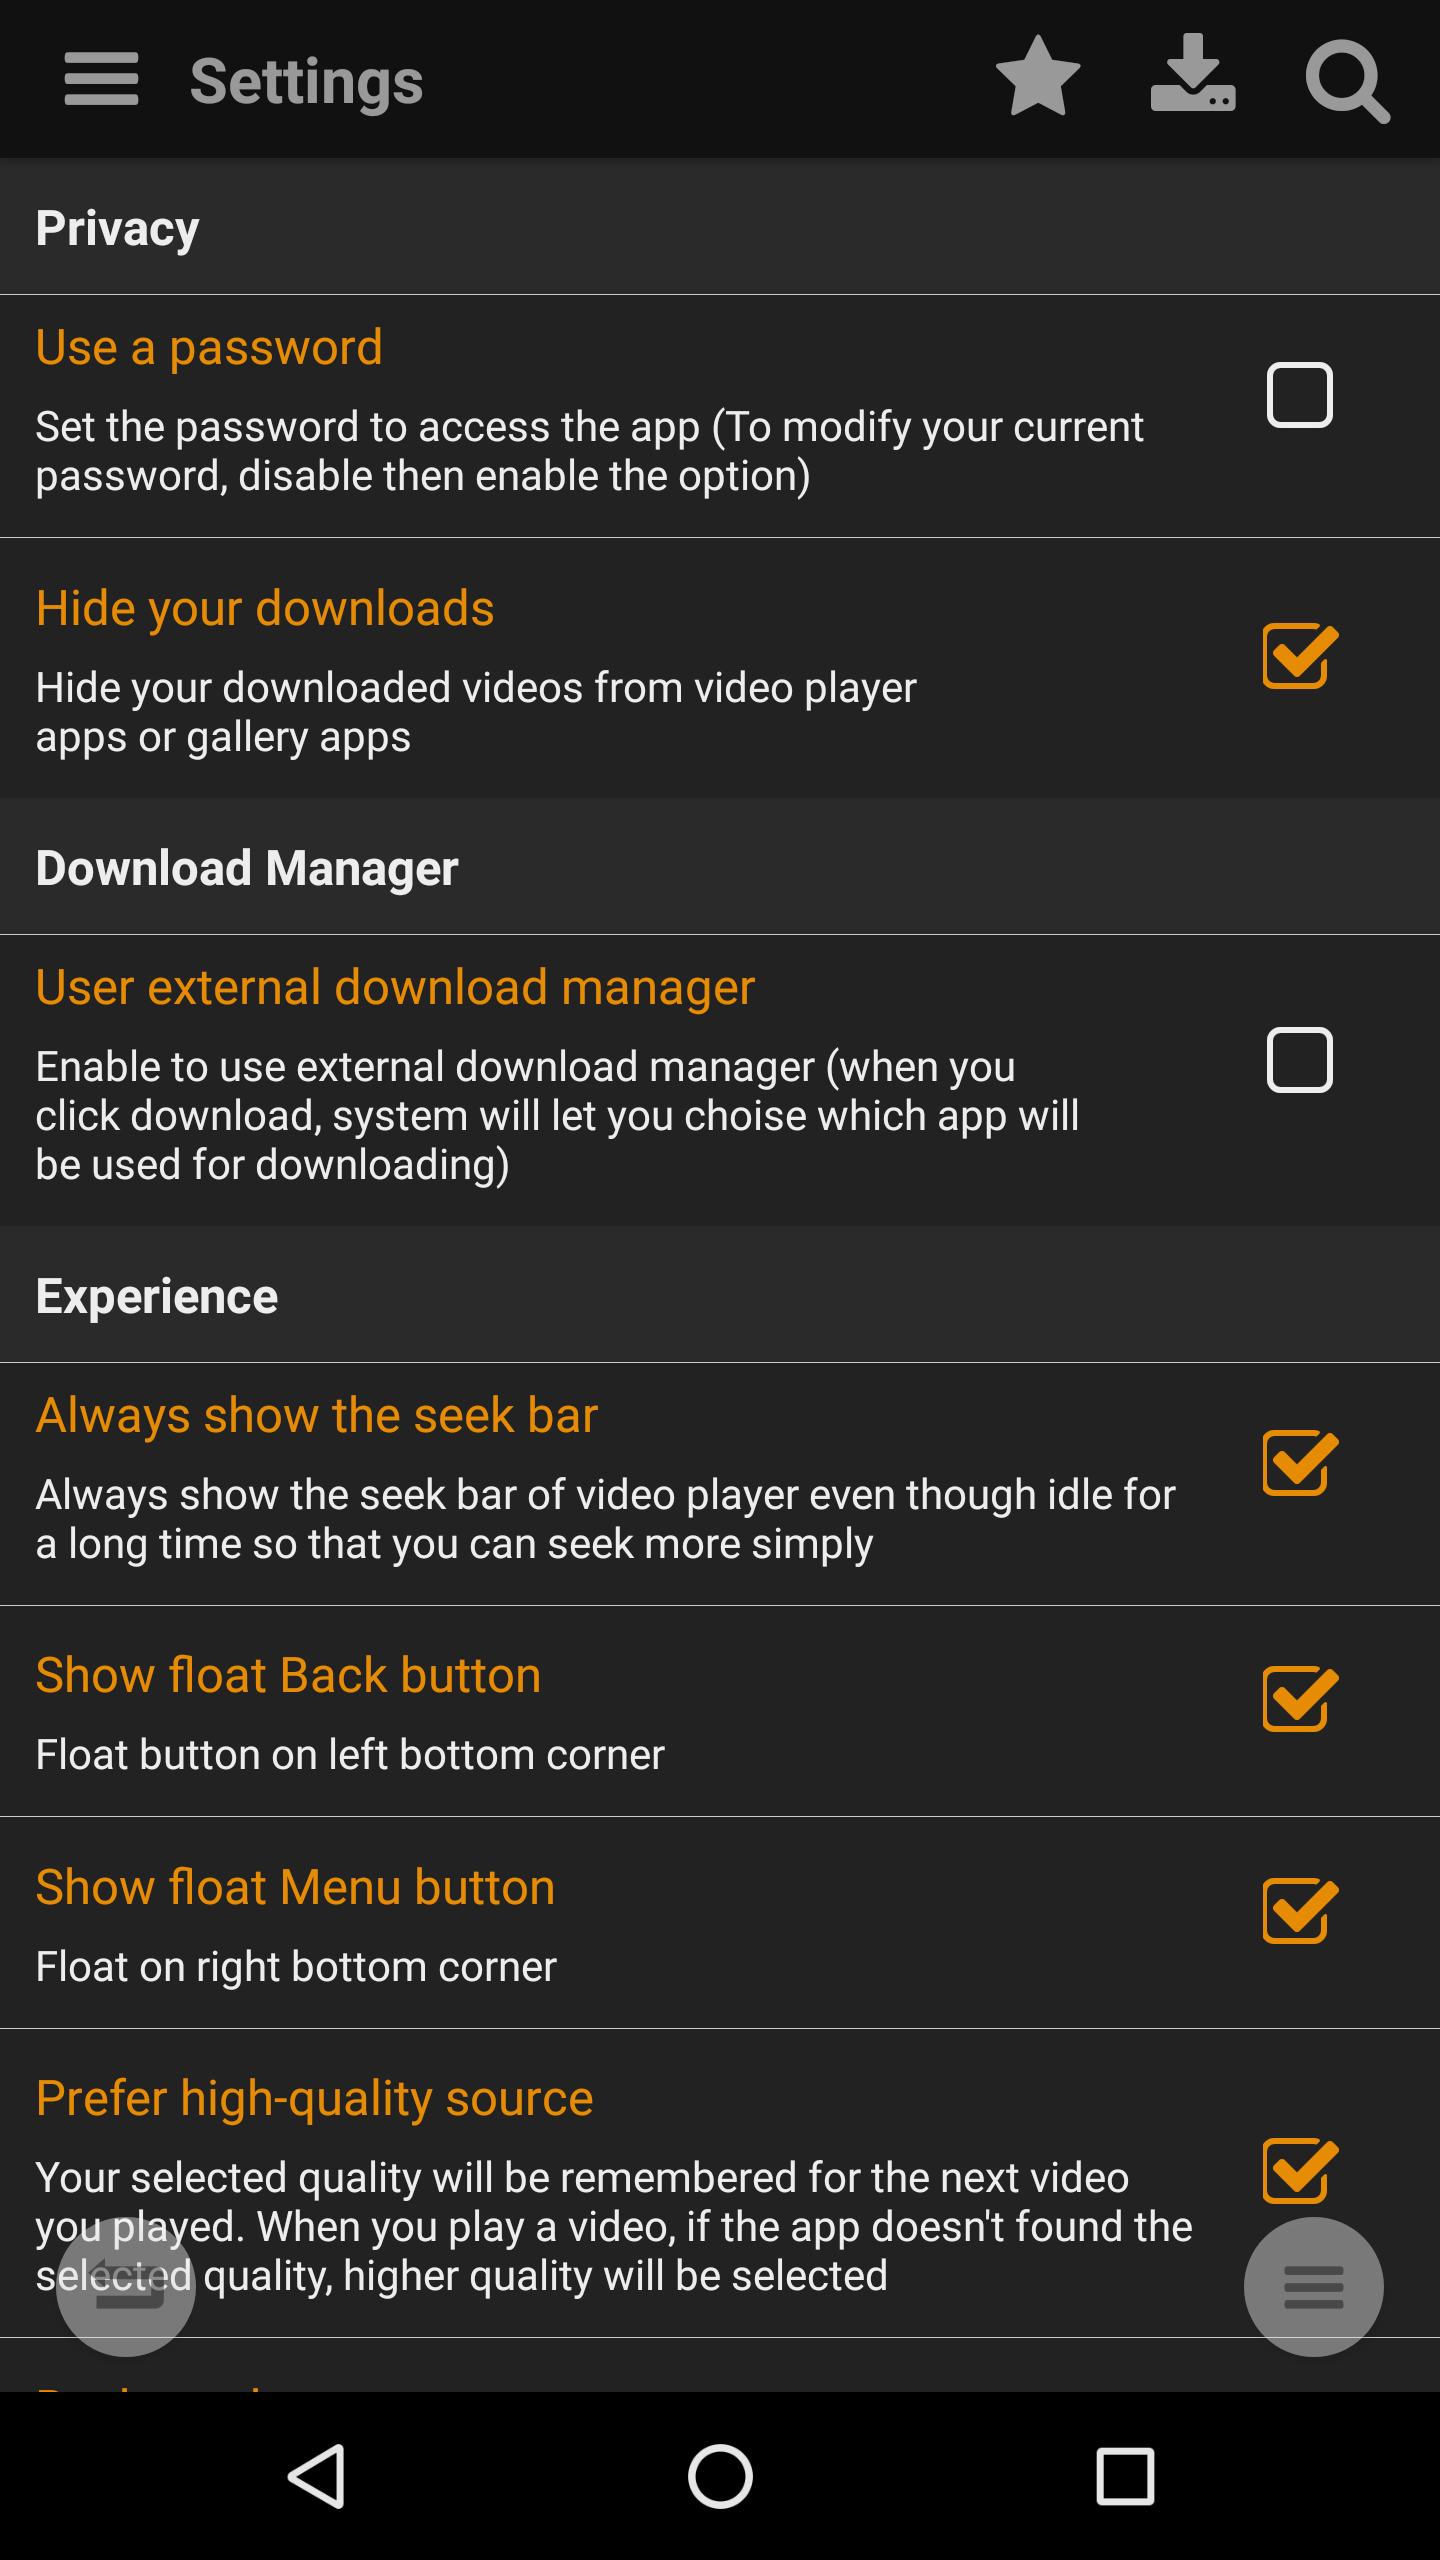 Settings
Privacy
Use a password
Set the password to access the app (To modify your current
password, disable then enable the option)
Hide your downloads
Hide your downloaded videos from video player
apps or gallery apps
Download Manager
User external download manager
Enable to use external download manager (when you
click download, system will let you choise which app will
be used for downloading)
Experience
Always show the seek bar
Always show the seek bar of video player even though idle for
a long time so that you can seek more simply
Show float Back button
Float button on left bottom corner
Show float Menu button
Float on right bottom corner
Prefer high-quality source
Your selected quality will be remembered for the next video
you played. When you play a video, if the app doesn't found the
selected quality, higher quality will be selected